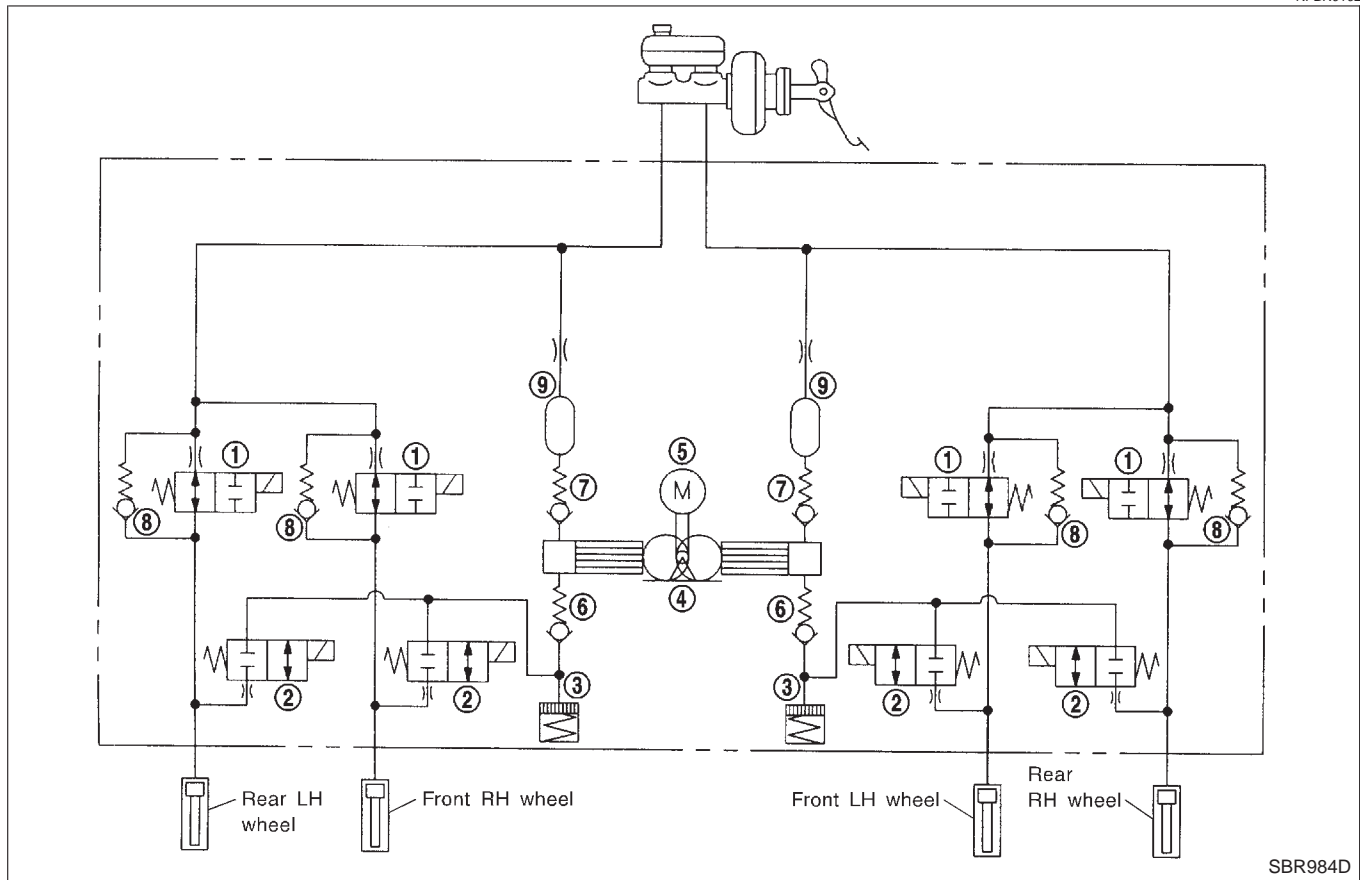 ⑨
⑨
①
①
⑤
M
⑦
⑦
①
①
⑧
⑧
⑧
⑧
④
⑥
⑥
③
③
②
②
②
②
Rear LH
wheel
Front RH wheel
Front LH wheel
Rear
RH wheel
SBR984D